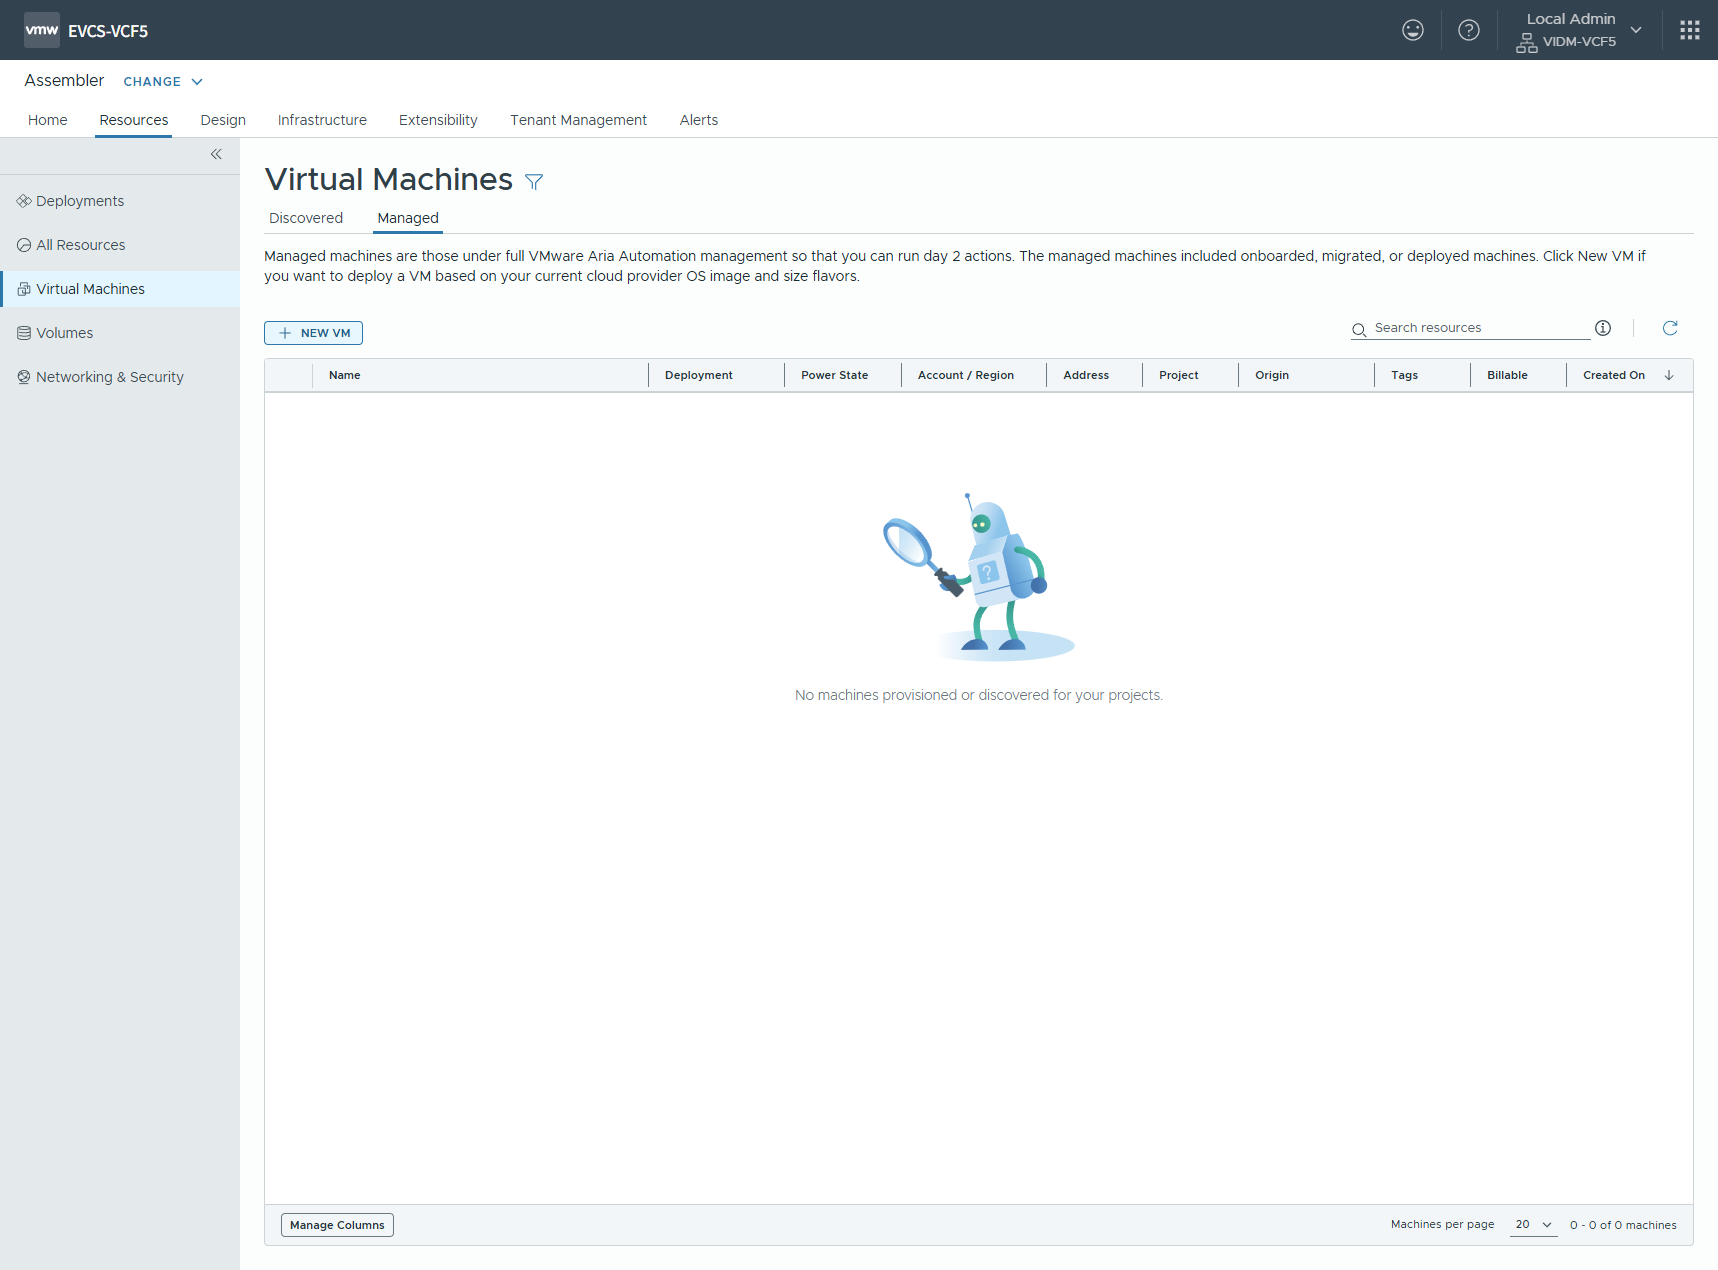 vmw EVCS-VCF5
Local Admin
VIDM-VCF5
Assembler CHANGE
Home Resources Design Infrastructure Extensibility Tenant Management Alerts
Deployments
All Resources
Virtual Machines
Volumes
Networking & Security
Virtual Machines
Discovered Managed
Managed machines are those under full VMware Aria Automation management so that you can run day 2 actions. The managed machines included onboarded, migrated, or deployed machines. Click New VM if
you want to deploy a VM based on your current cloud provider OS image and size flavors.
NEW VM
Search resources
Name Deployment Power State Account / Region Address Project Origin Tags Billable Created On
?
No machines provisioned or discovered for your projects.
Manage Columns
Machines per page 20 0 - 0 of 0 machines